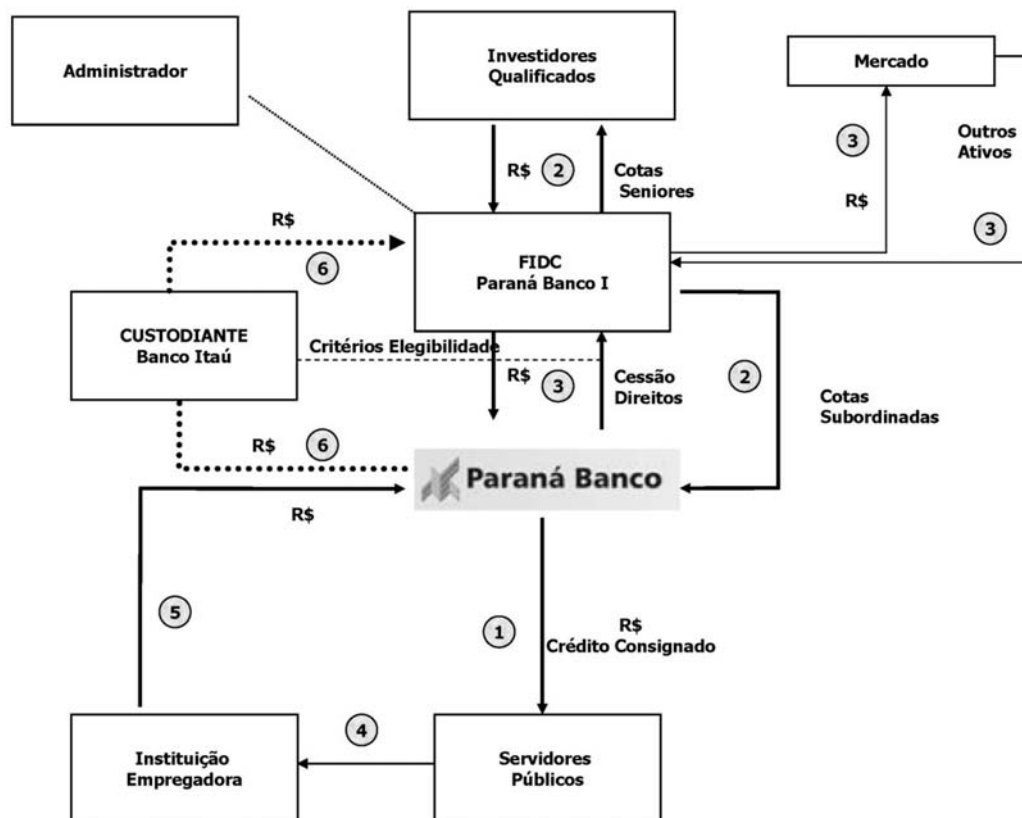 Administrador
Investidores
Qualificados
Mercado
R$
2
Cotas
Seniores
3
R$
Outros
Ativos
3
R$
6
FIDC
Paraná Banco I
CUSTODIANTE
Banco Itaú
Critérios Elegibilidade
R$
3
Cessão
Direitos
2
Cotas
Subordinadas
R$
6
Paraná Banco
R$
5
1
R$
Crédito Consignado
4
Instituição
Empregadora
Servidores
Públicos